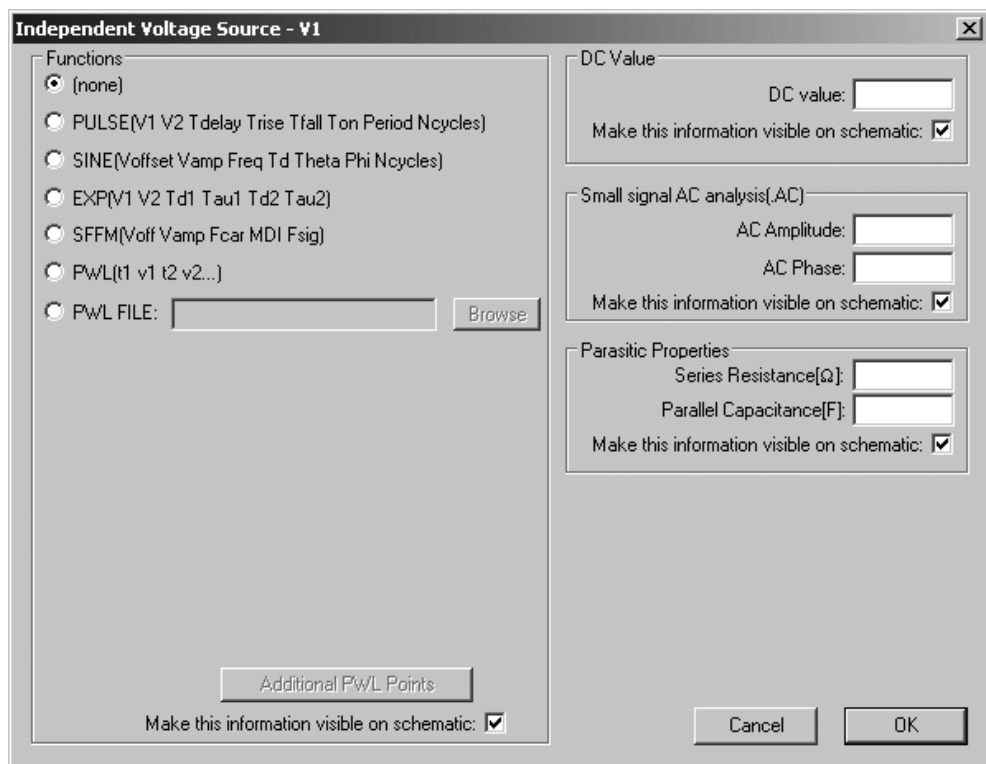 Independent Voltage Source - V1
Functions
(none)
PULSE(V1 V2 Tdelay Trise Tfall Ton Period Ncycles)
SINE(Voffset Vamp Freq Td Theta Phi Ncycles)
EXP(V1 V2 Td1 Tau1 Td2 Tau2)
SFFM(Voff Vamp Fcar MDI Fsig)
PWL(t1 v1 t2 v2...)
PWL FILE:
Browse
Additional PWL Points
Make this information visible on schematic:
DC Value
DC value:
Make this information visible on schematic:
Small signal AC analysis(.AC)
AC Amplitude:
AC Phase:
Make this information visible on schematic:
Parasitic Properties
Series Resistance[Ω]:
Parallel Capacitance[F]:
Make this information visible on schematic:
Cancel
OK